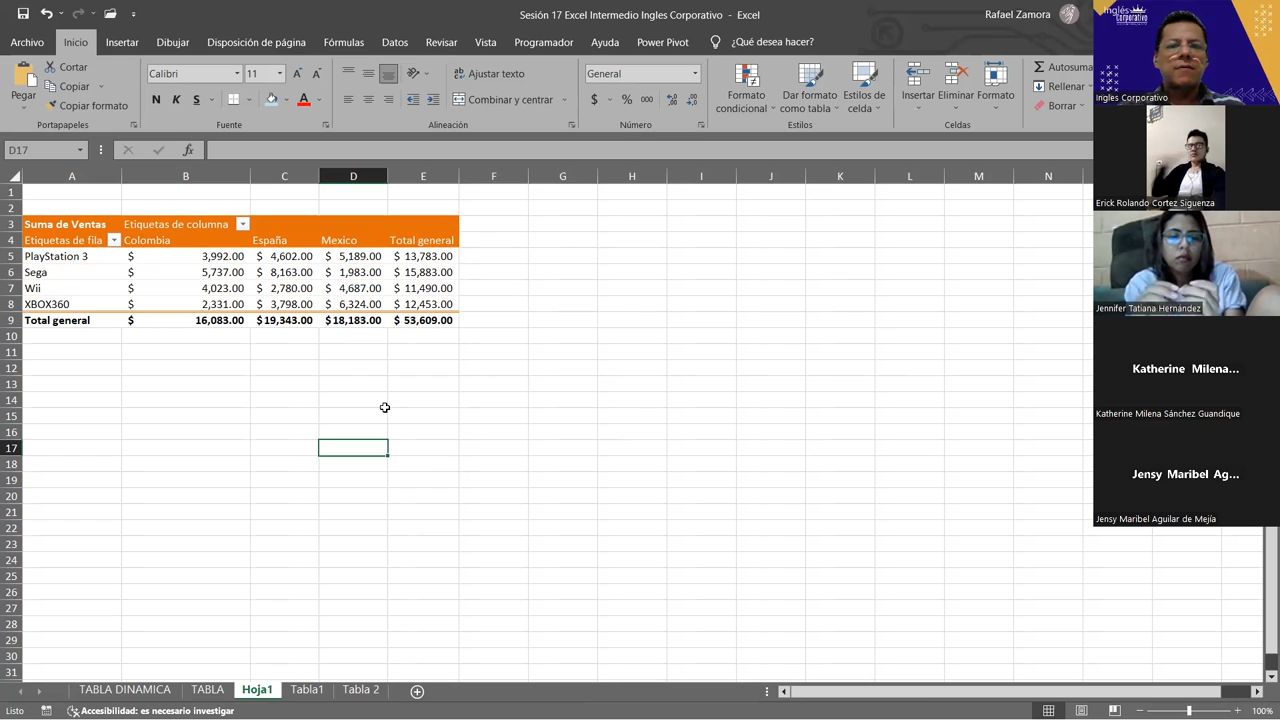 Sesión 17 Excel Intermedio Ingles Corporativo - Excel
Rafael Zamora
Archivo Inicio Insertar Dibujar Disposición de página Fórmulas Datos Revisar Vista Programador Ayuda Power Pivot ¿Qué desea hacer?
Pegar
Cortar
Copiar
Copiar formato
Portapapeles
Calibri 11
N K S
Fuente
Ajustar texto
Combinar y centrar
Alineación
General
$ % 000
Número
Formato condicional
Dar formato como tabla
Estilos de celda
Estilos
Insertar Eliminar Formato
Celdas
Autosuma
Rellenar
Borrar
D17
fx
A B C D E F G H I J K L M N
1
2
3 Suma de Ventas Etiquetas de columna
4 Etiquetas de fila Colombia España Mexico Total general
5 PlayStation 3 $ 3,992.00 $ 4,602.00 $ 5,189.00 $ 13,783.00
6 Sega $ 5,737.00 $ 8,163.00 $ 1,983.00 $ 15,883.00
7 Wii $ 4,023.00 $ 2,780.00 $ 4,687.00 $ 11,490.00
8 XBOX360 $ 2,331.00 $ 3,798.00 $ 6,324.00 $ 12,453.00
9 Total general $ 16,083.00 $19,343.00 $18,183.00 $ 53,609.00
10
11
12
13
14
15
16
17
18
19
20
21
22
23
24
25
26
27
28
29
30
31
TABLA DINAMICA TABLA Hoja1 Tabla1 Tabla 2
Listo Accesibilidad: es necesario investigar
100%
Inglés
Corporativo
Ingles Corporativo
Erick Rolando Cortez Siguenza
Jennifer Tatiana Hernández
Katherine Milena...
Katherine Milena Sánchez Guandique
Jensy Maribel Ag...
Jensy Maribel Aguilar de Mejía